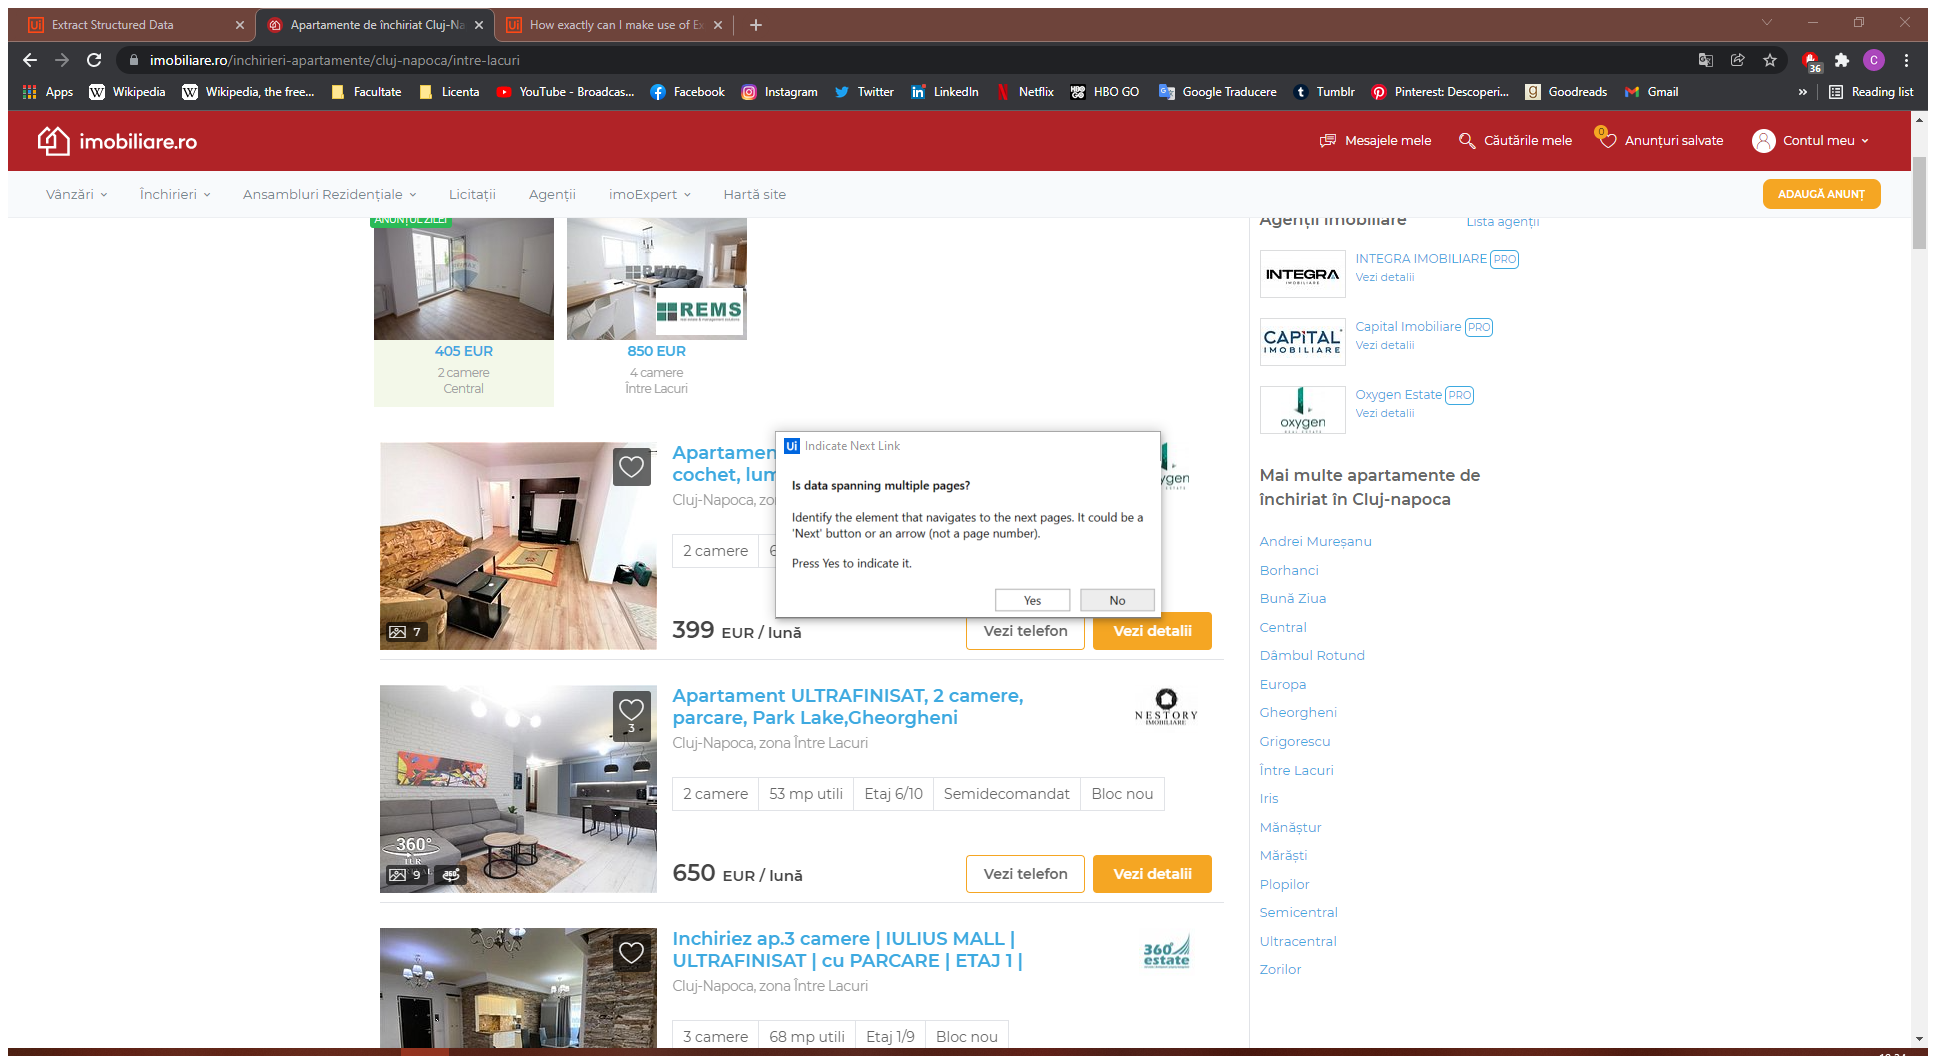 Extract Structured Data
Apartamente de închiriat Cluj-Na
How exactly can I make use of Ex
imobiliare.ro/inchirieri-apartamente/cluj-napoca/intre-lacuri
36
C
Apps
Wikipedia
Wikipedia, the free...
Facultate
Licenta
YouTube - Broadcas...
Facebook
Instagram
Twitter
LinkedIn
Netflix
HBO GO
Google Traducere
Tumblr
Pinterest: Descoperi...
Goodreads
Gmail
»
Reading list
imobiliare.ro
Mesajele mele
Căutările mele
0
Anunțuri salvate
Contul meu
Vânzări
Închirieri
Ansambluri Rezidențiale
Licitații
Agenții
imoExpert
Hartă site
ADAUGĂ ANUNȚ
ANUNȚUL ZILEI
REMS
REMS
405 EUR
2 camere
Central
850 EUR
4 camere
Între Lacuri
Agenții imobiliare
Lista agenții
INTEGRA
IMOBILIARE
INTEGRA IMOBILIARE PRO
Vezi detalii
CAPITAL
IMOBILIARE
Capital Imobiliare PRO
Vezi detalii
oxygen
REAL ESTATE
Oxygen Estate PRO
Vezi detalii
Mai multe apartamente de
închiriat în Cluj-napoca
Andrei Mureșanu
Borhanci
Bună Ziua
Central
Dâmbul Rotund
Europa
Gheorgheni
Grigorescu
Între Lacuri
Iris
Mănăștur
Mărăști
Plopilor
Semicentral
Ultracentral
Zorilor
Ui Indicate Next Link
Is data spanning multiple pages?
Identify the element that navigates to the next pages. It could be a
'Next' button or an arrow (not a page number).
Press Yes to indicate it.
Yes
No
Apartamen
cochet, lum
Cluj-Napoca, zo
2 camere
6
7
399 EUR / lună
Vezi telefon
Vezi detalii
ygen
ESTATE
Apartament ULTRAFINISAT, 2 camere,
parcare, Park Lake,Gheorgheni
Cluj-Napoca, zona Între Lacuri
NESTORY
IMOBILIARE
3
2 camere
53 mp utili
Etaj 6/10
Semidecomandat
Bloc nou
360°
TUR
9
360°
650 EUR / lună
Vezi telefon
Vezi detalii
Inchiriez ap.3 camere | IULIUS MALL |
ULTRAFINISAT | cu PARCARE | ETAJ 1 |
Cluj-Napoca, zona Între Lacuri
360°
estate
3 camere
68 mp utili
Etaj 1/9
Bloc nou